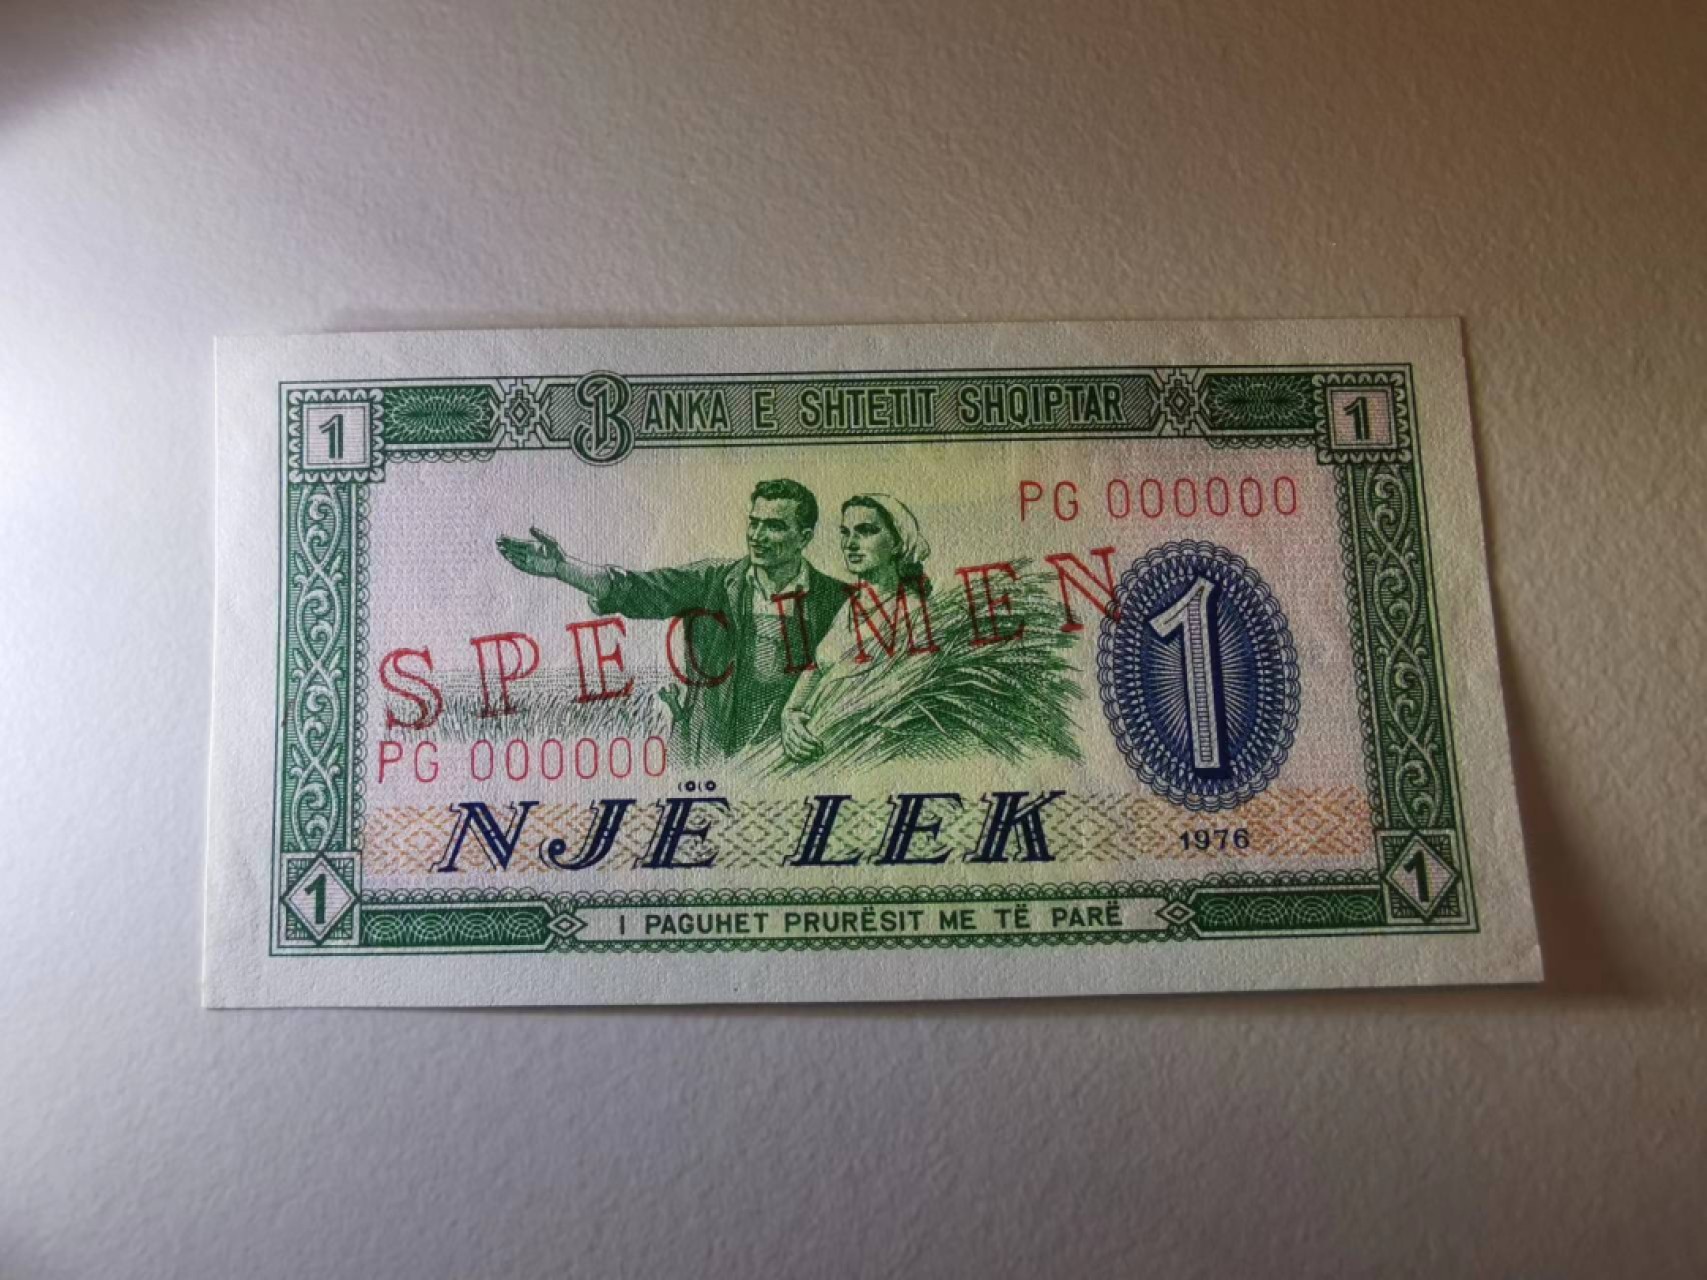 1 BANKA E SHTETIT SHQIPTAR 1
PG 000000
SPECIMEN
1
PG 000000
NJË LEK
1976
1 I PAGUHET PRURËSIT ME TË PARË 1